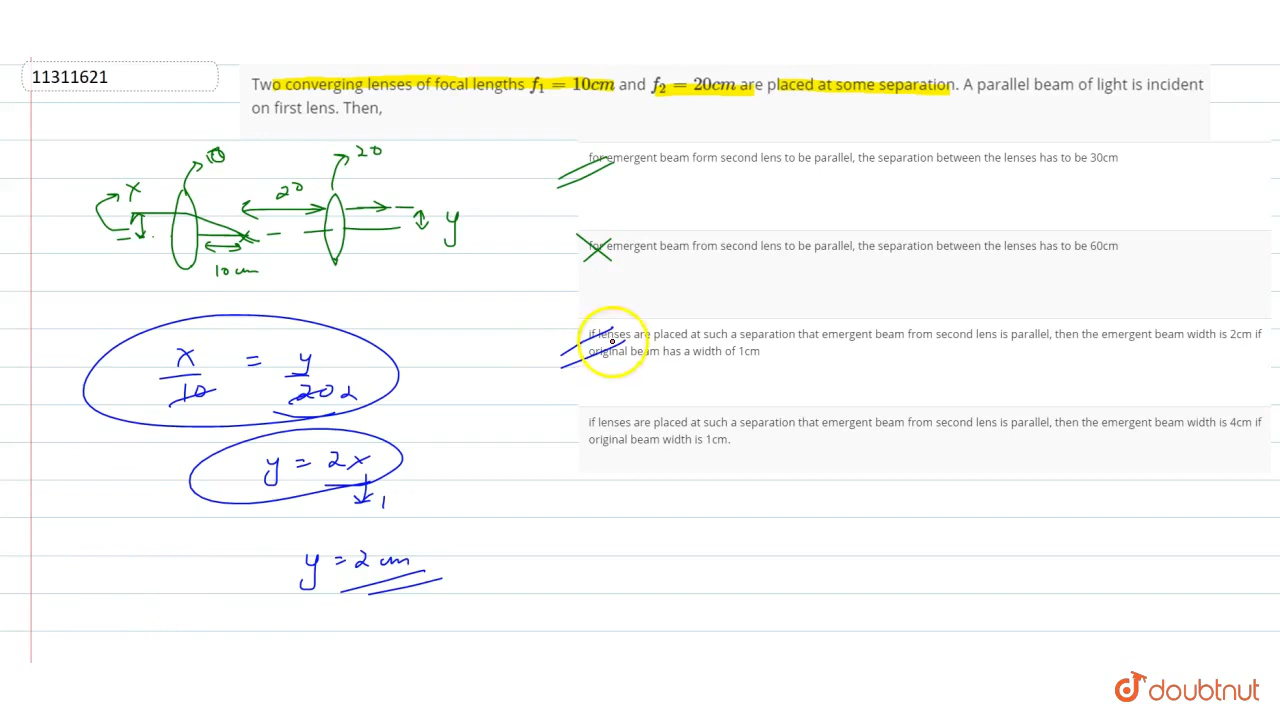 11311621
Two converging lenses of focal lengths f₁ = 10cm and f₂ = 20cm are placed at some separation. A parallel beam of light is incident
on first lens. Then,
for emergent beam form second lens to be parallel, the separation between the lenses has to be 30cm
for emergent beam from second lens to be parallel, the separation between the lenses has to be 60cm
if lenses are placed at such a separation that emergent beam from second lens is parallel, then the emergent beam width is 2cm if
original beam has a width of 1cm
if lenses are placed at such a separation that emergent beam from second lens is parallel, then the emergent beam width is 4cm if
original beam width is 1cm.
10
20
x
20
y
10 cm
x/10 = y/20 2
y = 2x
1
y = 2 cm
doubtnut